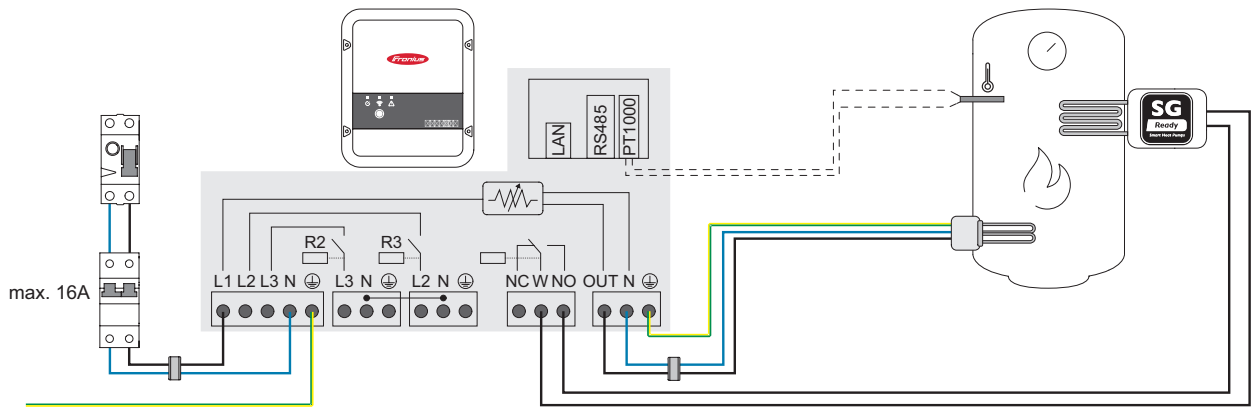 Fronius
LAN
RS485
PT1000
SG
Ready
Smart Heat Pumps
R2
R3
L1 L2 L3 N
L3 N
L2 N
NC W NO
OUT N
max. 16A